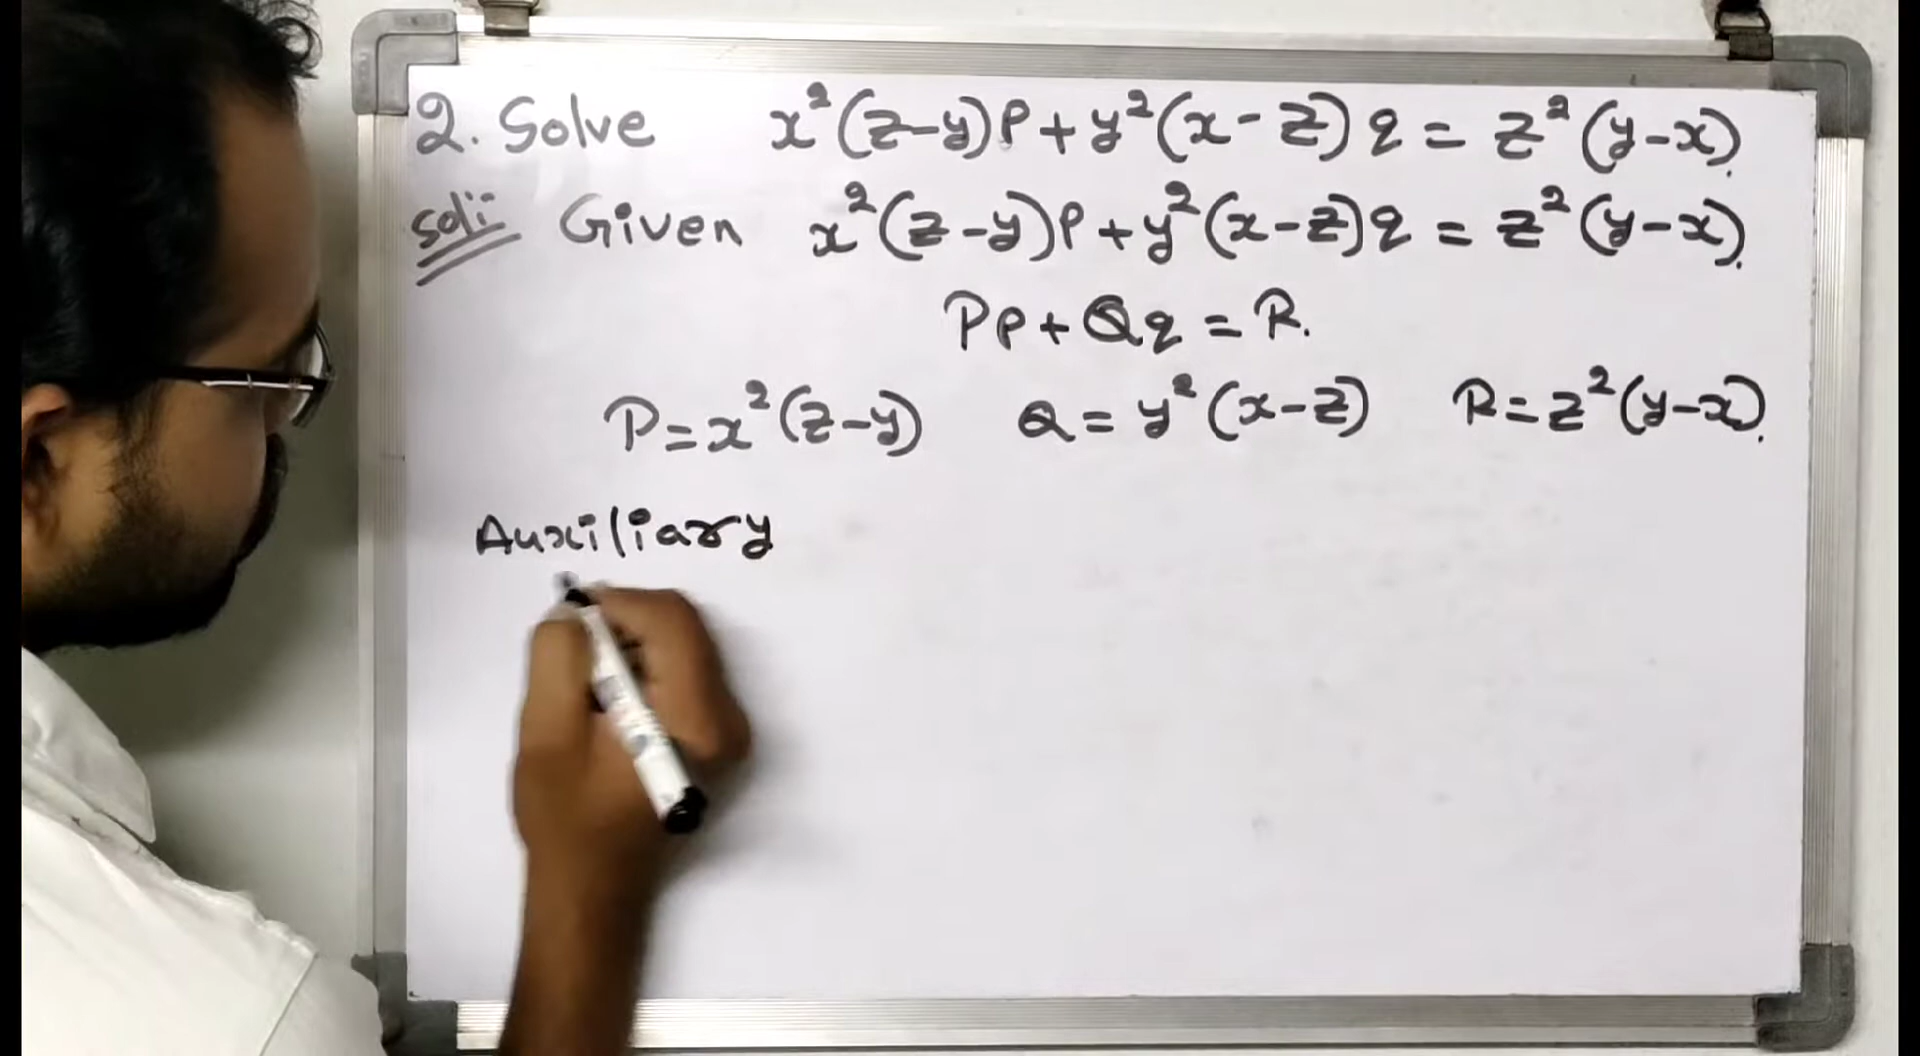 2. Solve x²(z-y)p+y²(x-z)q = z²(y-x).
Sol: Given x²(z-y)p+y²(x-z)q = z²(y-x).
Pp+Qq = R.
P=x²(z-y) Q=y²(x-z) R=z²(y-x).
Auxiliary